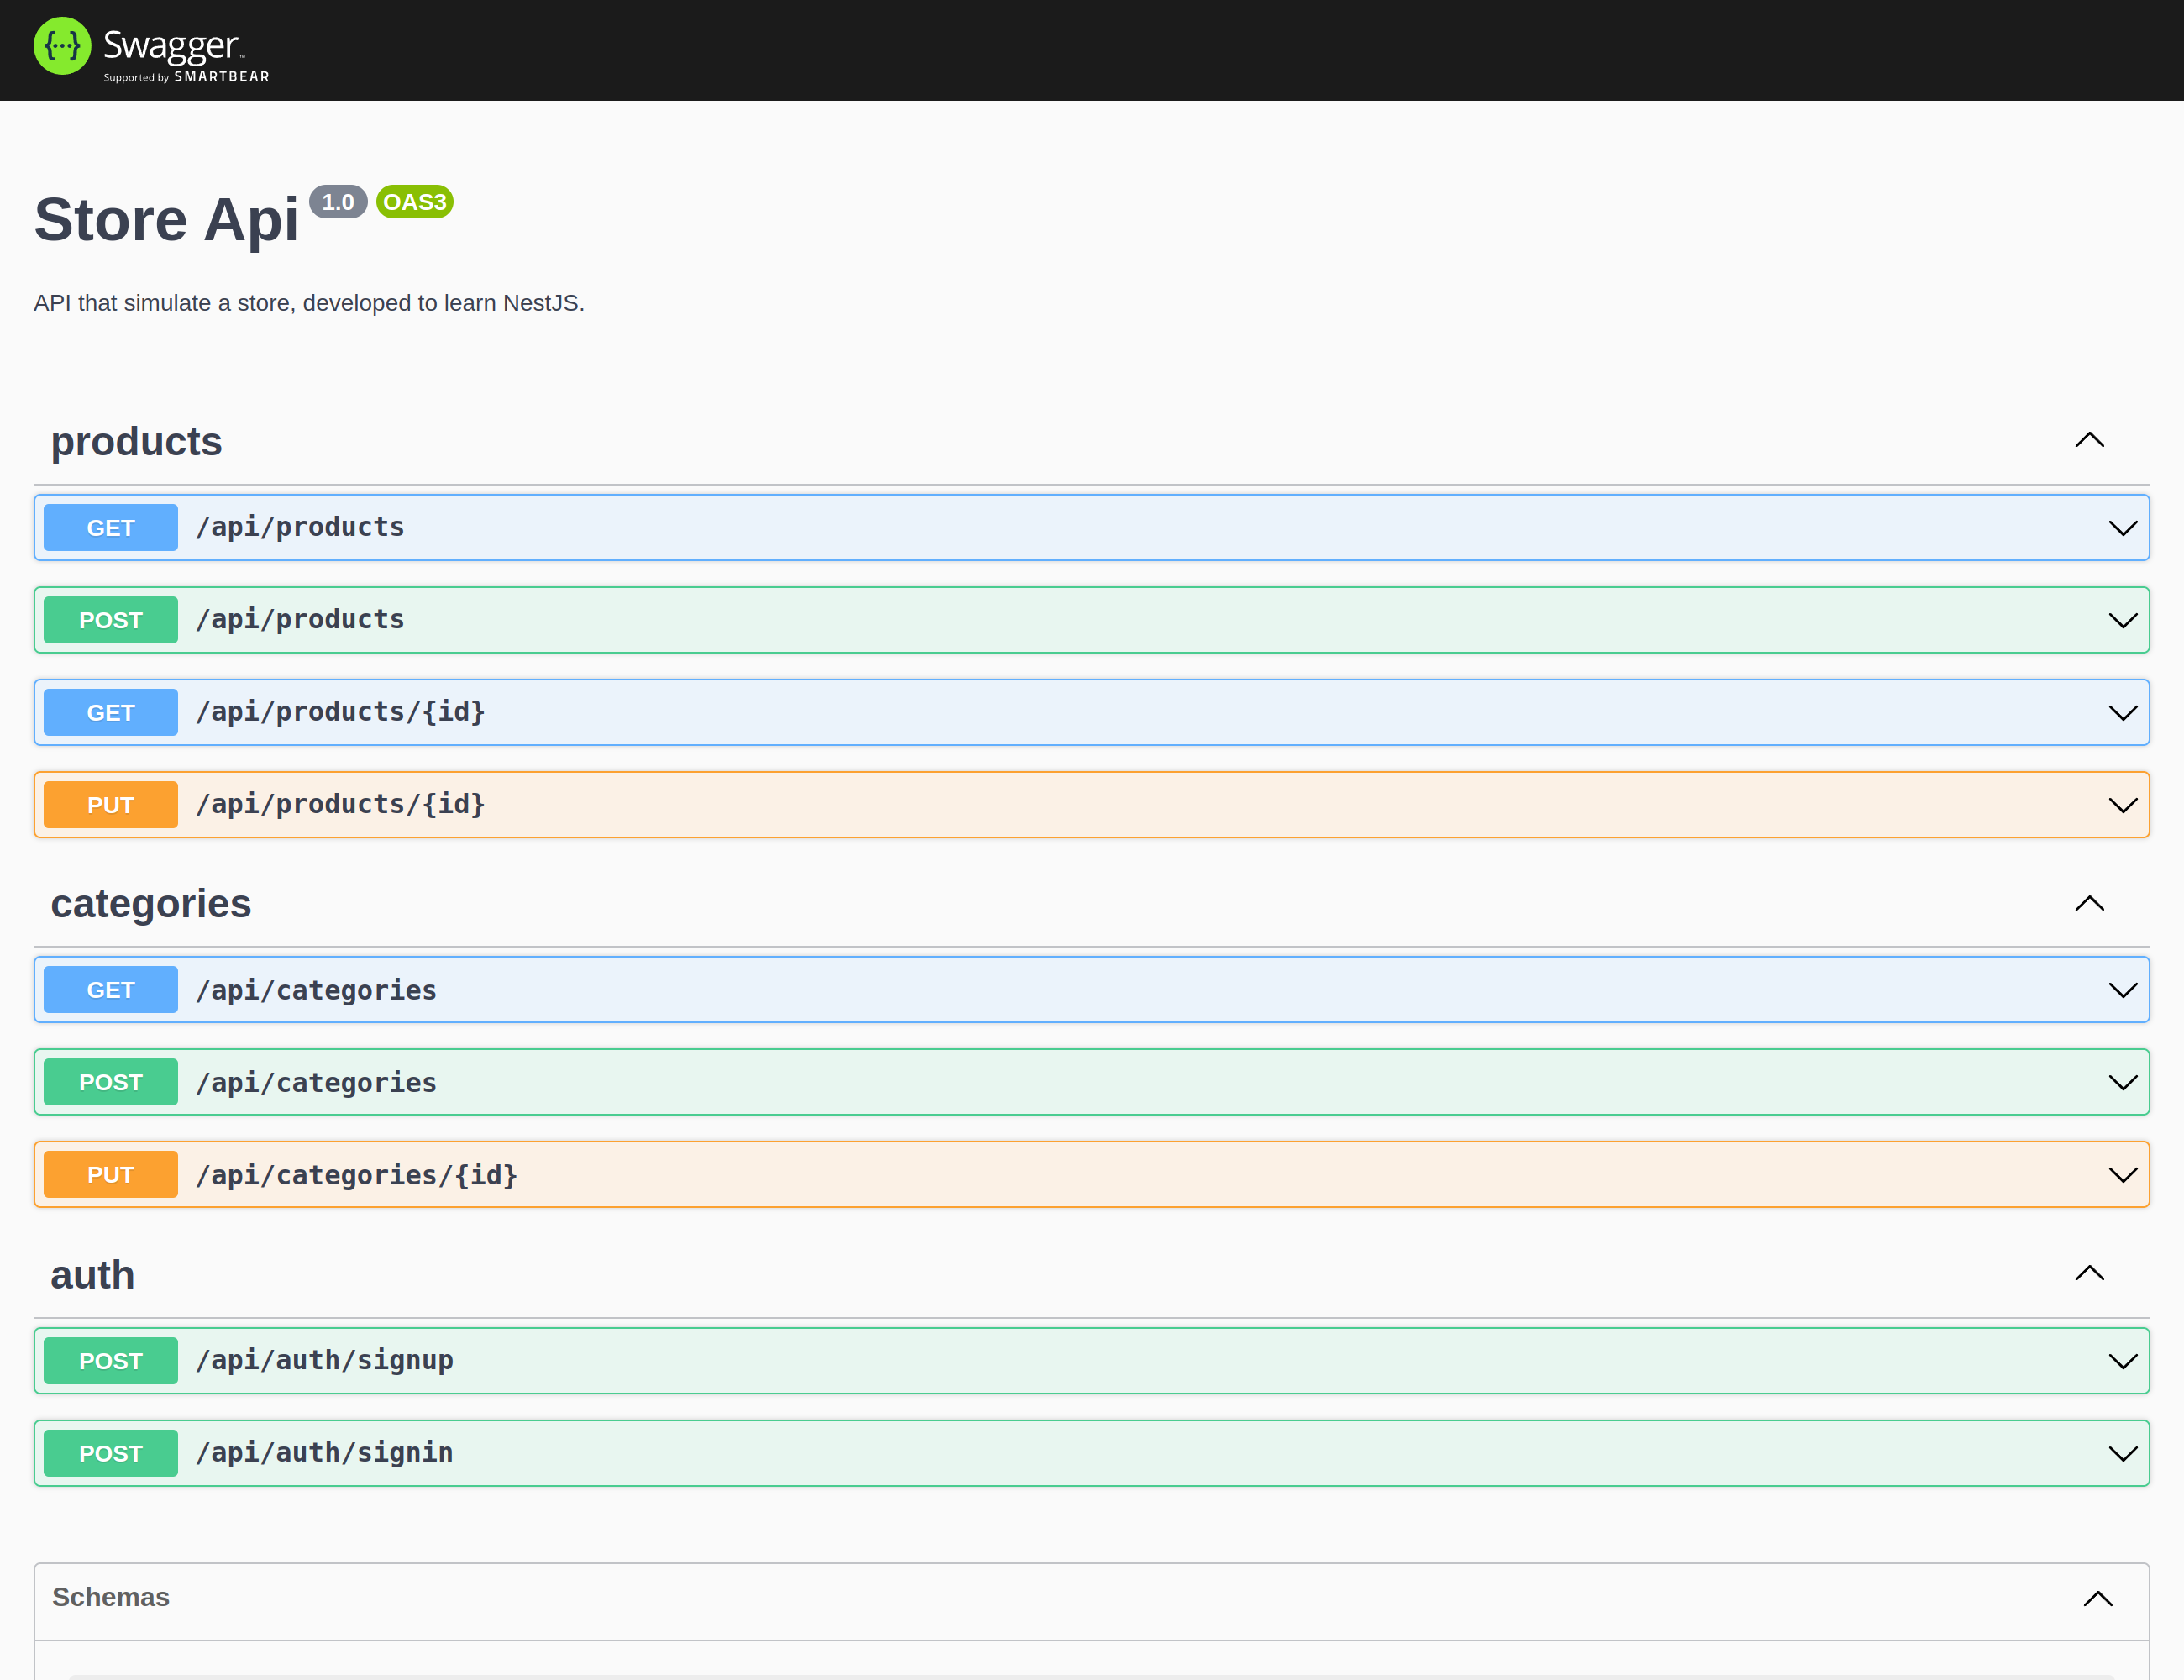 {···} Swagger™
Supported by SMARTBEAR
Store Api 1.0 OAS3
API that simulate a store, developed to learn NestJS.
products
GET /api/products
POST /api/products
GET /api/products/{id}
PUT /api/products/{id}
categories
GET /api/categories
POST /api/categories
PUT /api/categories/{id}
auth
POST /api/auth/signup
POST /api/auth/signin
Schemas